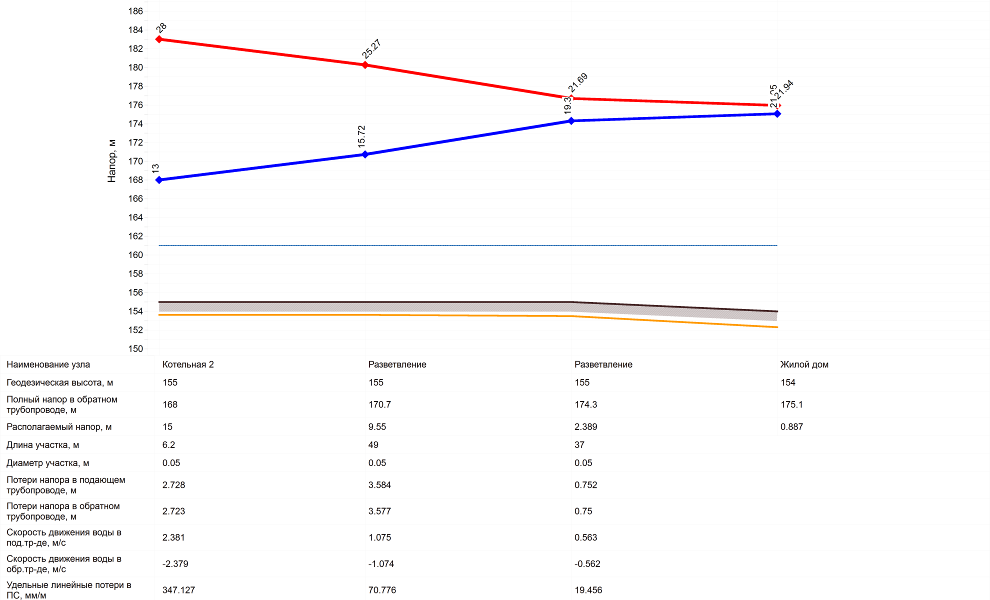 186
184
182
180
178
176
174
172
170
168
166
164
162
160
158
156
154
152
150
Напор, м
28
25.27
21.69
21.94
13
15.72
19.3
Наименование узла Котельная 2 Разветвление Разветвление Жилой дом
Геодезическая высота, м 155 155 155 154
Полный напор в обратном
трубопроводе, м 168 170.7 174.3 175.1
Располагаемый напор, м 15 9.55 2.389 0.887
Длина участка, м 6.2 49 37
Диаметр участка, м 0.05 0.05 0.05
Потери напора в подающем
трубопроводе, м 2.728 3.584 0.752
Потери напора в обратном
трубопроводе, м 2.723 3.577 0.75
Скорость движения воды в
под.тр-де, м/с 2.381 1.075 0.563
Скорость движения воды в
обр.тр-де, м/с -2.379 -1.074 -0.562
Удельные линейные потери в
ПС, мм/м 347.127 70.776 19.456